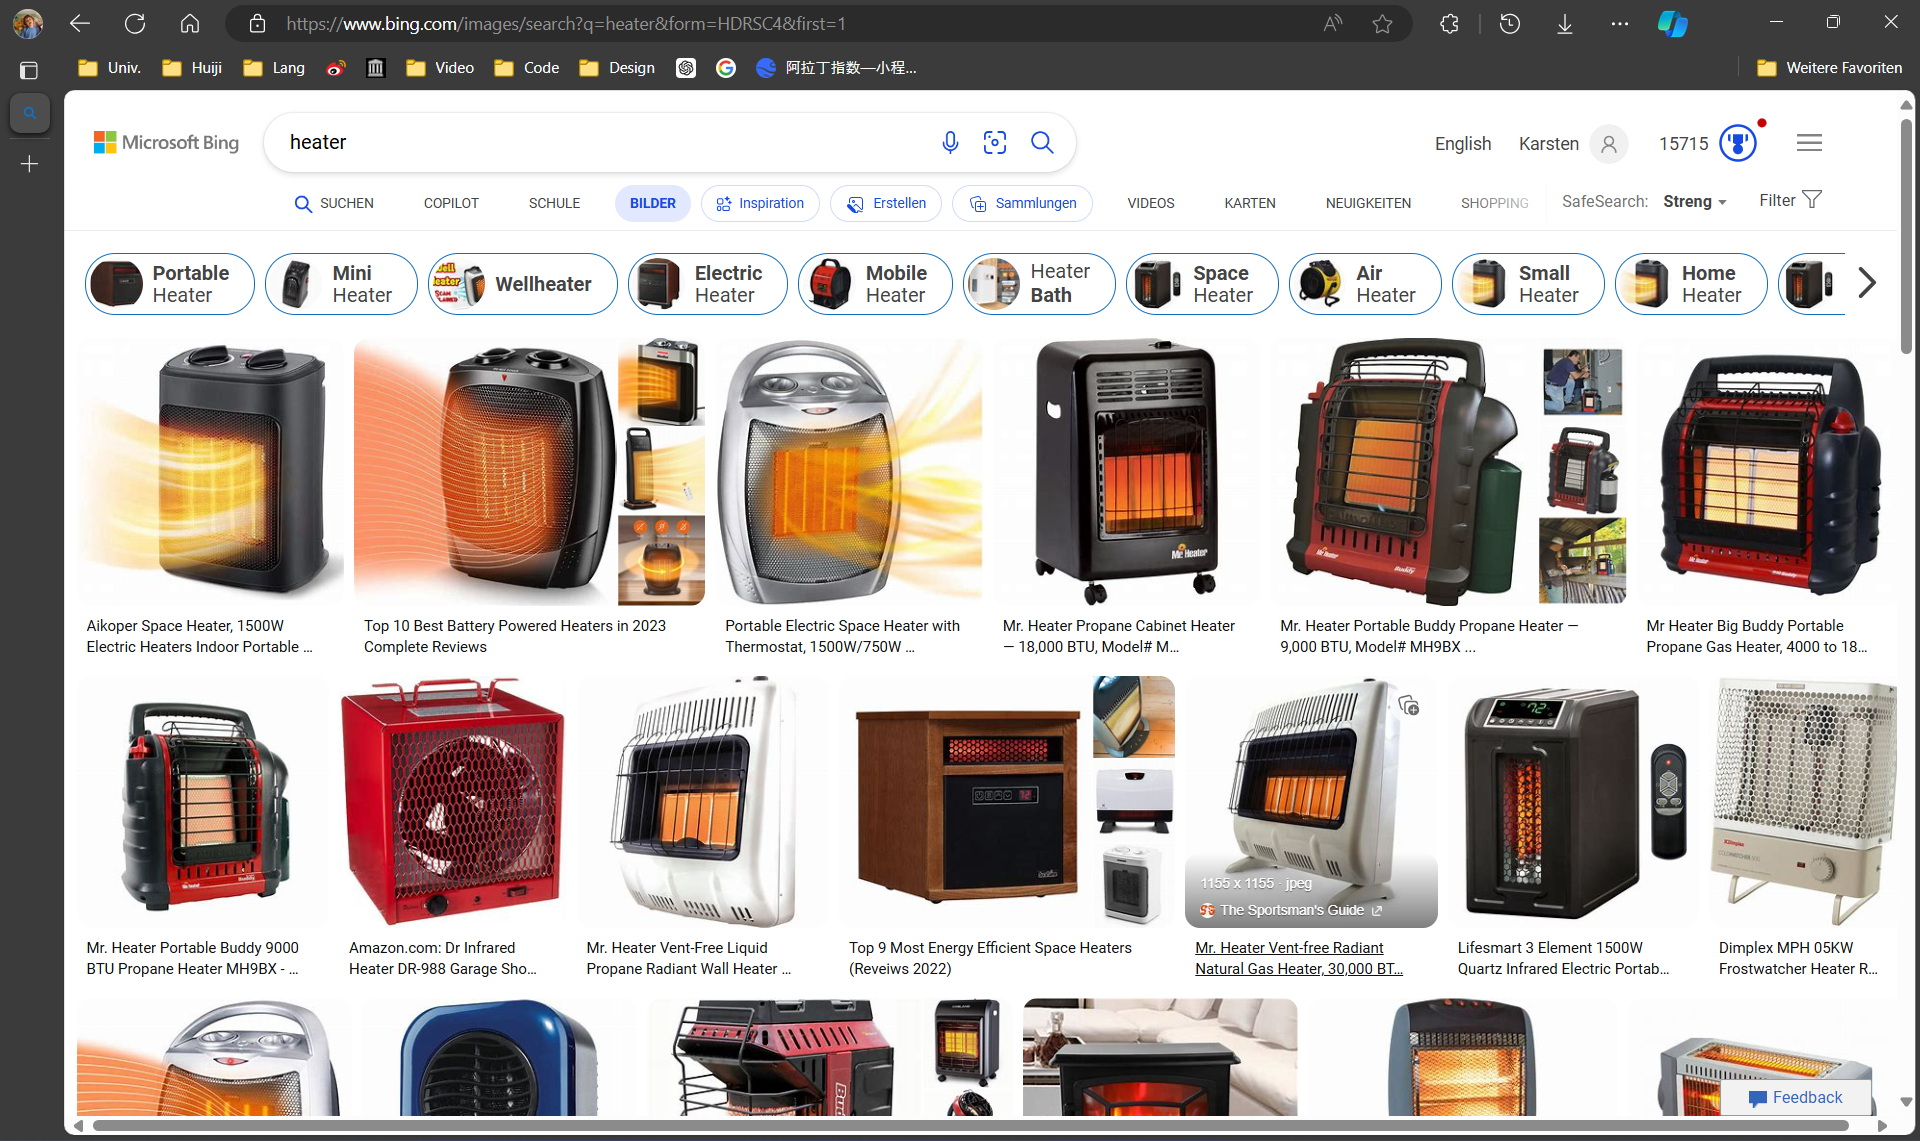 https://www.bing.com/images/search?q=heater&form=HDRSC4&first=1
Univ.
Huiji
Lang
Video
Code
Design
阿拉丁指数—小程...
Weitere Favoriten
Microsoft Bing
heater
English
Karsten
15715
SUCHEN
COPILOT
SCHULE
BILDER
Inspiration
Erstellen
Sammlungen
VIDEOS
KARTEN
NEUIGKEITEN
SHOPPING
SafeSearch: Streng
Filter
Portable
Heater
Mini
Heater
Wellheater
Electric
Heater
Mobile
Heater
Heater
Bath
Space
Heater
Air
Heater
Small
Heater
Home
Heater
Mr. Heater
Aikoper Space Heater, 1500W
Electric Heaters Indoor Portable ...
Top 10 Best Battery Powered Heaters in 2023
Complete Reviews
Portable Electric Space Heater with
Thermostat, 1500W/750W ...
Mr. Heater Propane Cabinet Heater
— 18,000 BTU, Model# M...
Mr. Heater Portable Buddy Propane Heater —
9,000 BTU, Model# MH9BX ...
Mr Heater Big Buddy Portable
Propane Gas Heater, 4000 to 18...
72
72
Dimplex
1155 x 1155 · jpeg
The Sportsman's Guide
Mr. Heater Portable Buddy 9000
BTU Propane Heater MH9BX - ...
Amazon.com: Dr Infrared
Heater DR-988 Garage Sho...
Mr. Heater Vent-Free Liquid
Propane Radiant Wall Heater ...
Top 9 Most Energy Efficient Space Heaters
(Reveiws 2022)
Mr. Heater Vent-free Radiant
Natural Gas Heater, 30,000 BT...
Lifesmart 3 Element 1500W
Quartz Infrared Electric Portab...
Dimplex MPH 05KW
Frostwatcher Heater R...
Feedback